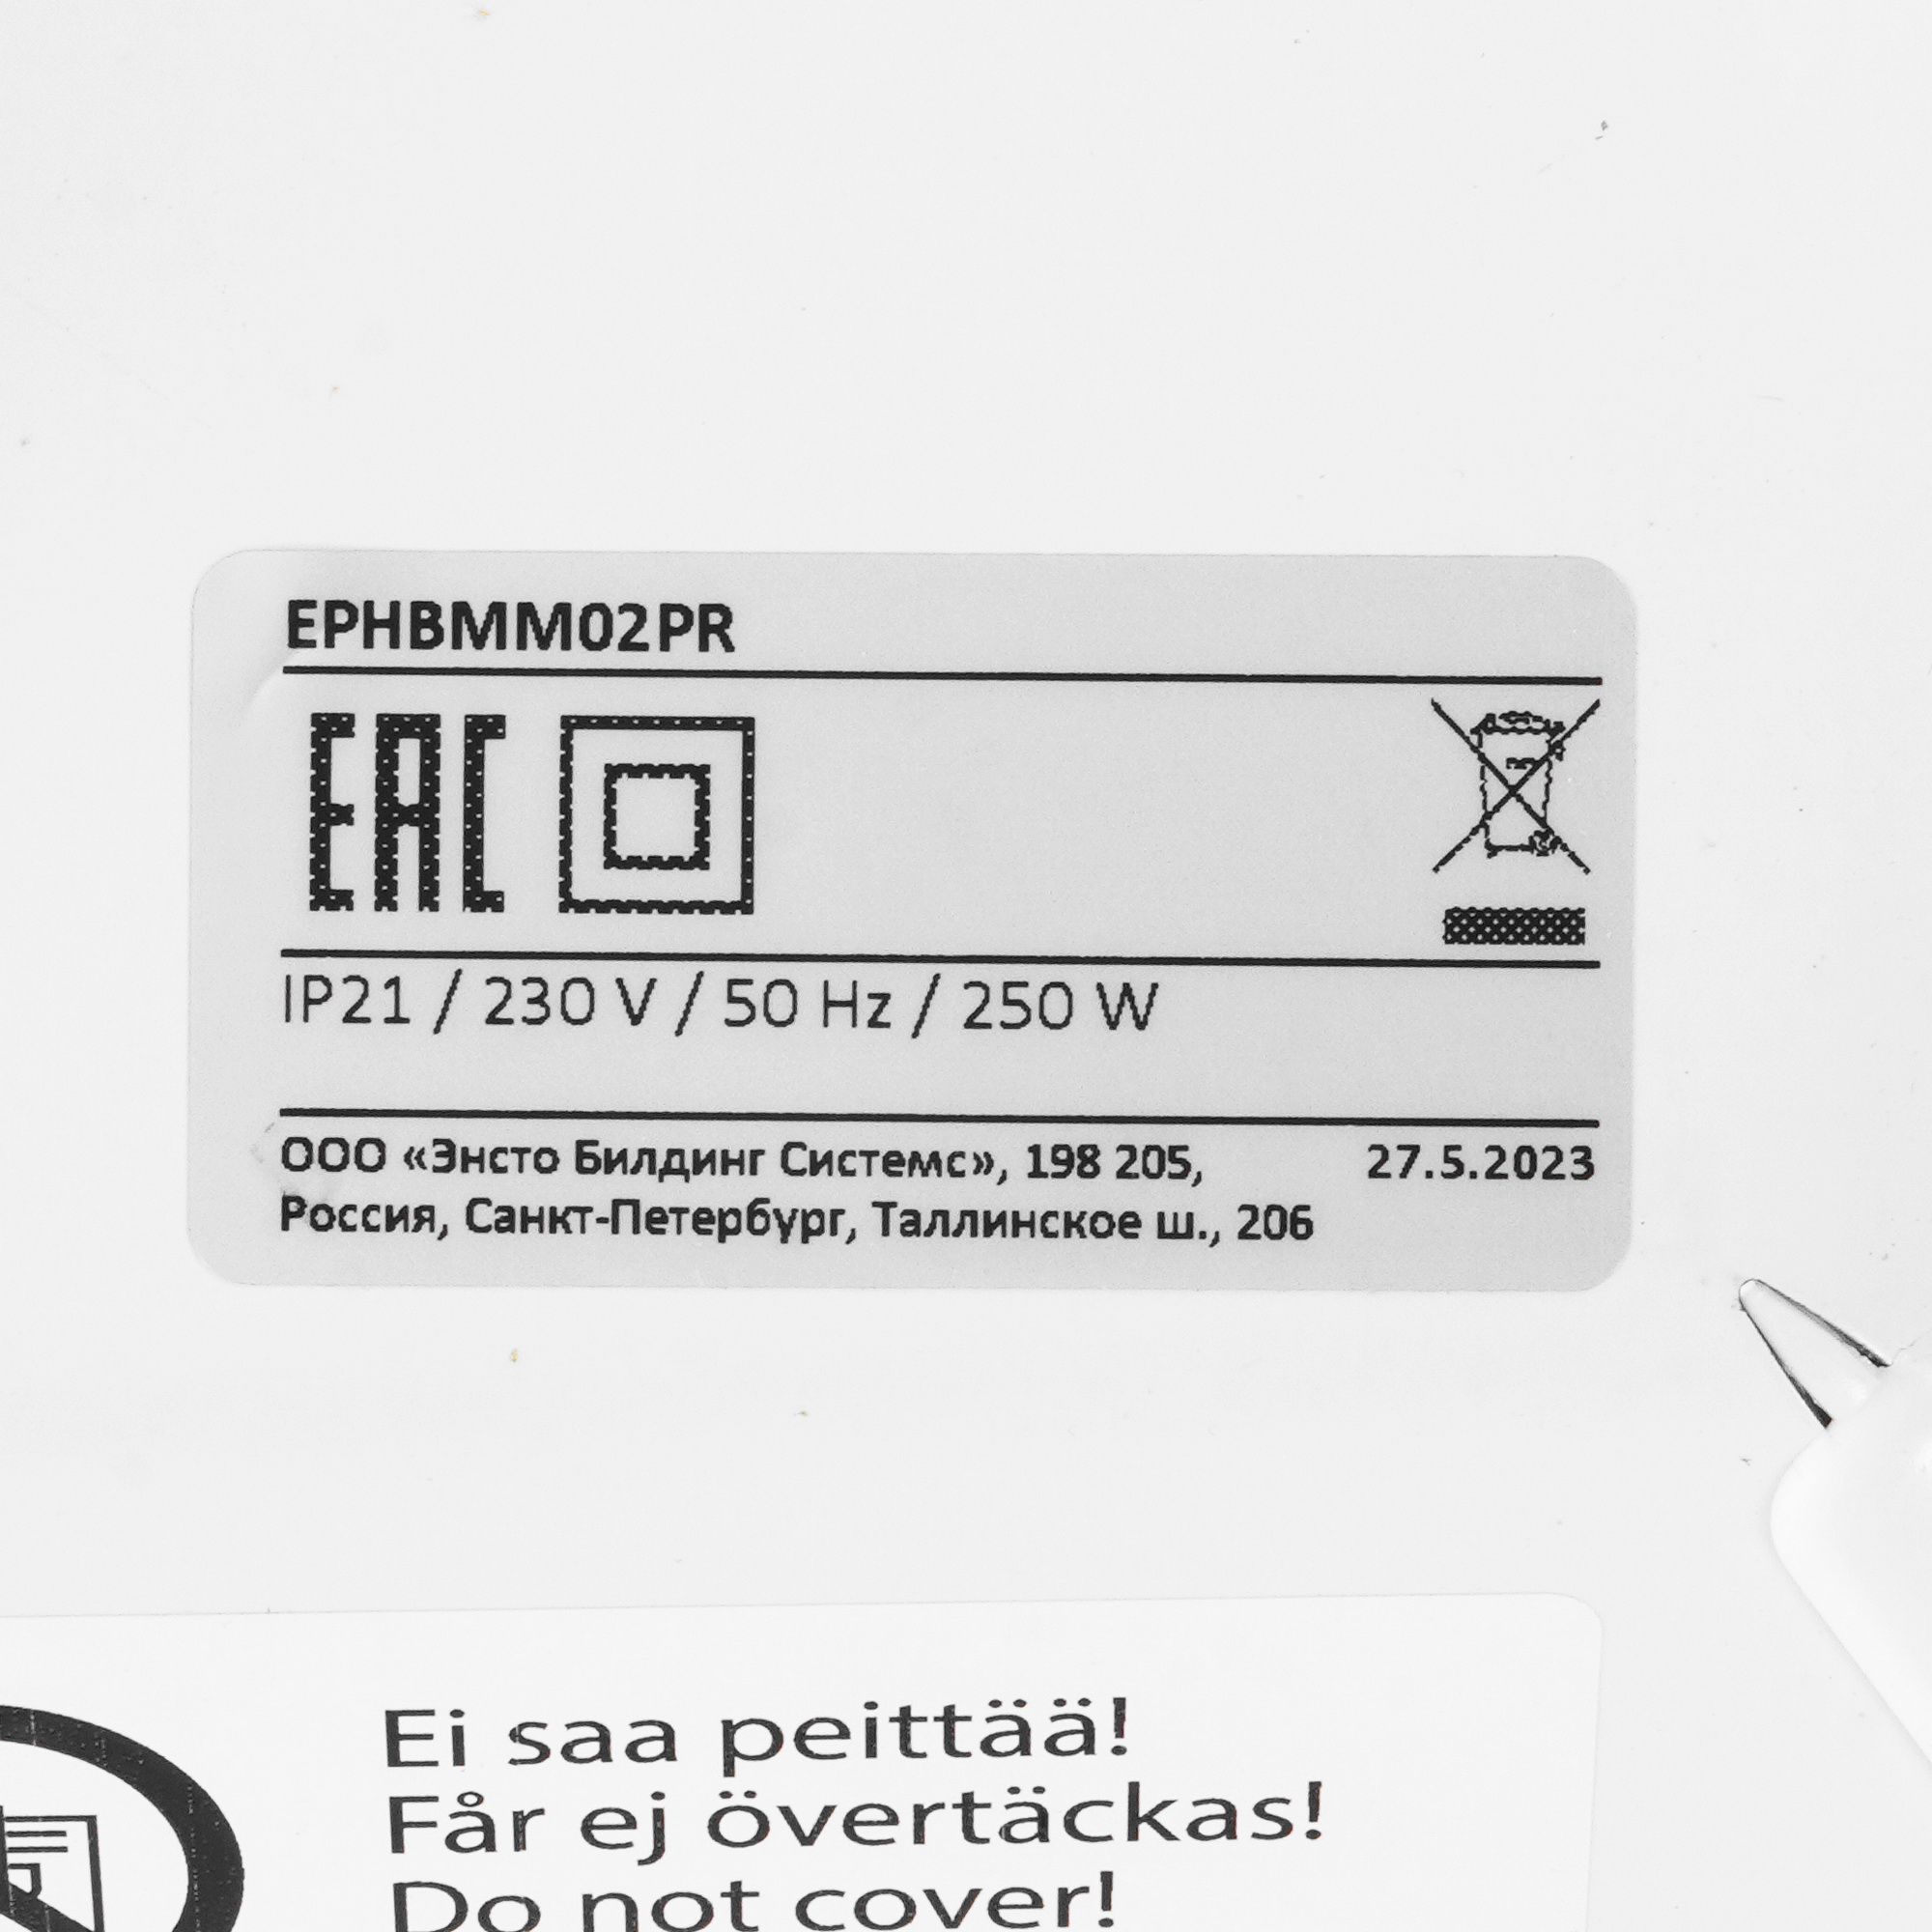 EPHBMM02PR
EAC
IP21 / 230 V / 50 Hz / 250 W
ООО «Энсто Билдинг Системс», 198 205, 27.5.2023
Россия, Санкт-Петербург, Таллинское ш., 206
Ei saa peittää!
Får ej övertäckas!
Do not cover!